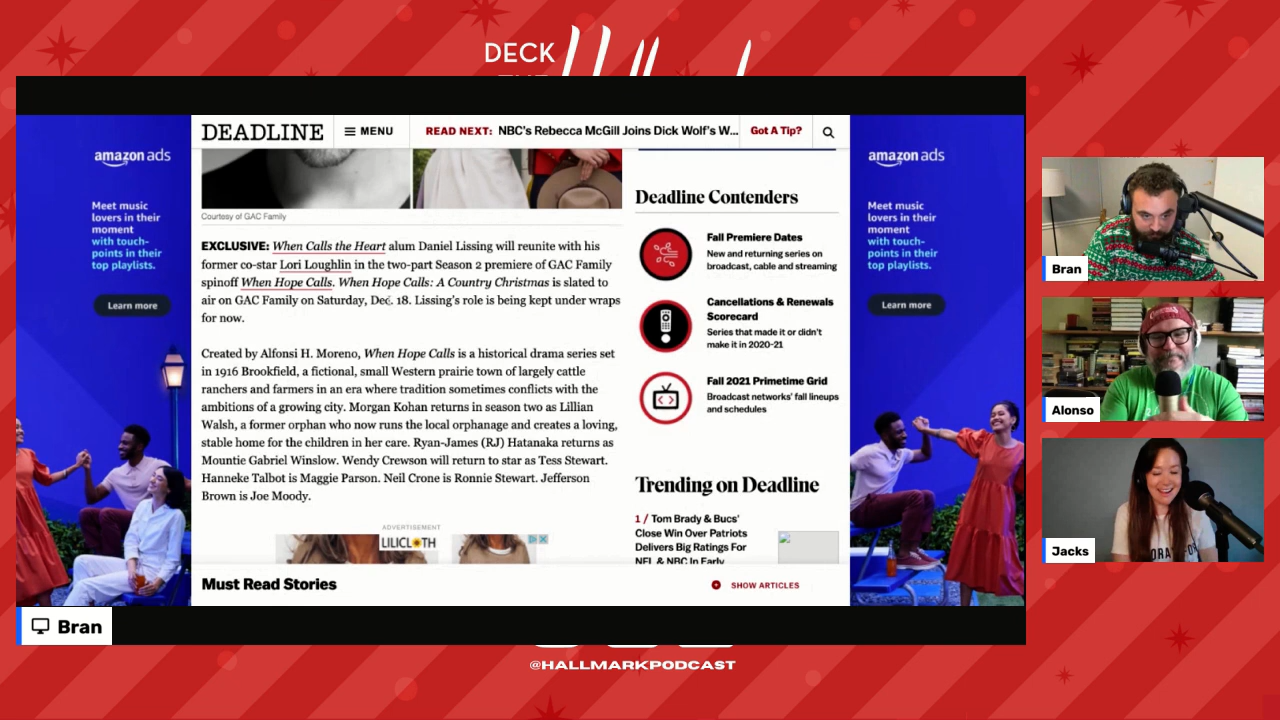 DECK
DEADLINE
MENU
READ NEXT: NBC's Rebecca McGill Joins Dick Wolf's W...
Got A Tip?
amazon ads
Meet music
lovers in their
moment
with touch-
points in their
top playlists.
Learn more
Courtesy of GAC Family
EXCLUSIVE: When Calls the Heart alum Daniel Lissing will reunite with his
former co-star Lori Loughlin in the two-part Season 2 premiere of GAC Family
spinoff When Hope Calls. When Hope Calls: A Country Christmas is slated to
air on GAC Family on Saturday, Dec. 18. Lissing's role is being kept under wraps
for now.
Created by Alfonsi H. Moreno, When Hope Calls is a historical drama series set
in 1916 Brookfield, a fictional, small Western prairie town of largely cattle
ranchers and farmers in an era where tradition sometimes conflicts with the
ambitions of a growing city. Morgan Kohan returns in season two as Lillian
Walsh, a former orphan who now runs the local orphanage and creates a loving,
stable home for the children in her care. Ryan-James (RJ) Hatanaka returns as
Mountie Gabriel Winslow. Wendy Crewson will return to star as Tess Stewart.
Hanneke Talbot is Maggie Parson. Neil Crone is Ronnie Stewart. Jefferson
Brown is Joe Moody.
ADVERTISEMENT
LILICLOTH
Must Read Stories
SHOW ARTICLES
Deadline Contenders
Fall Premiere Dates
New and returning series on
broadcast, cable and streaming
Cancellations & Renewals
Scorecard
Series that made it or didn't
make it in 2020-21
Fall 2021 Primetime Grid
Broadcast networks' fall lineups
and schedules
Trending on Deadline
1 / Tom Brady & Bucs'
Close Win Over Patriots
Delivers Big Ratings For
NFL & NBC In Early
amazon ads
Meet music
lovers in their
moment
with touch-
points in their
top playlists.
Learn more
Bran
Alonso
Jacks
Bran
@HALLMARKPODCAST